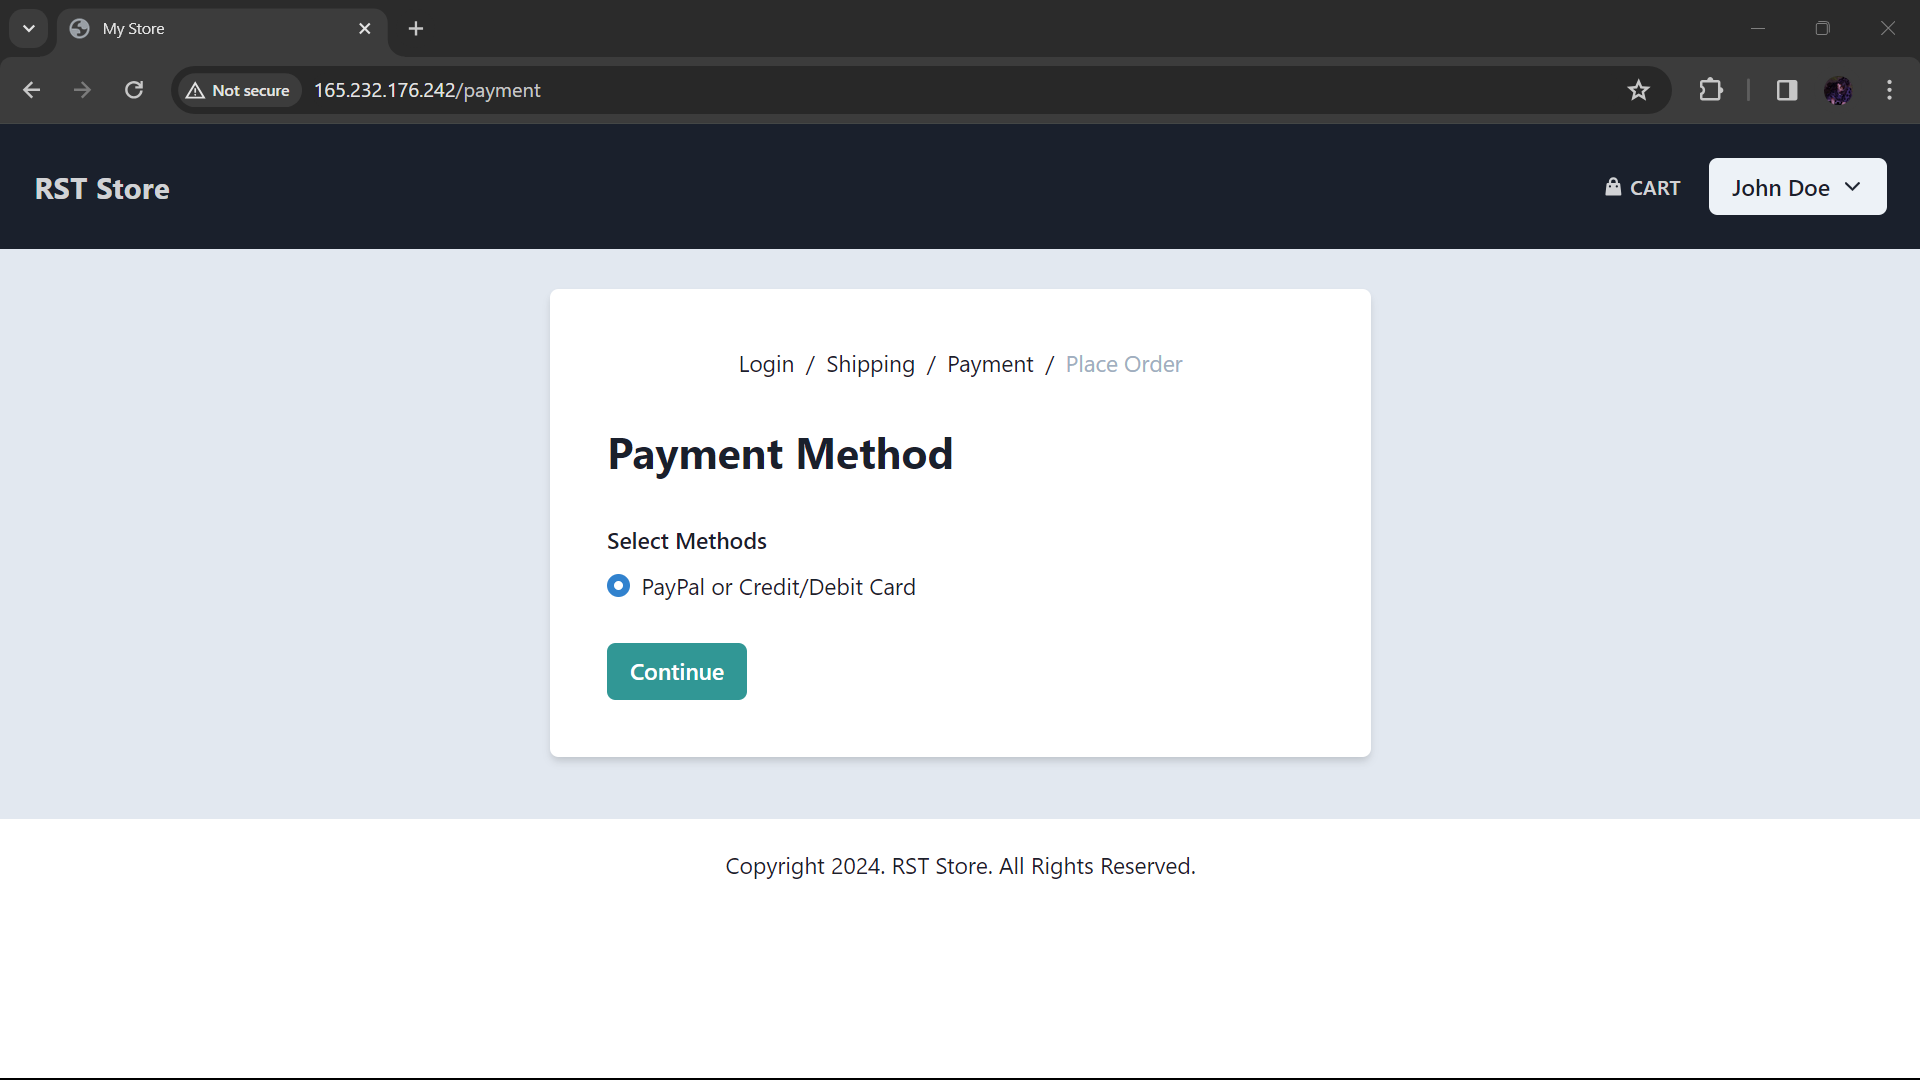 My Store
Not secure 165.232.176.242/payment
RST Store CART John Doe
Login / Shipping / Payment / Place Order
Payment Method
Select Methods
PayPal or Credit/Debit Card
Continue
Copyright 2024. RST Store. All Rights Reserved.